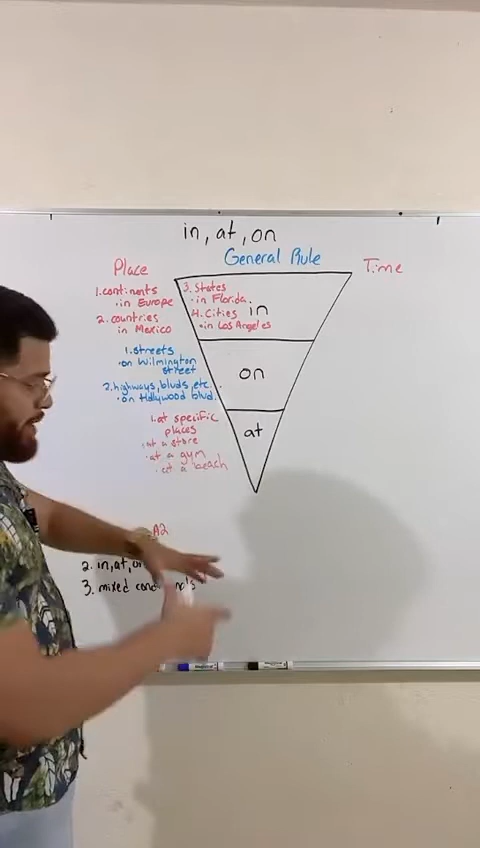 in, at, on
General Rule
Place
Time
1. continents
• in Europe
2. countries
in Mexico
3. States
• in Florida
4. Cities
• in Los Angeles
in
1. streets
• on Wilmington
street
2. highways, blvds, etc.
• on Hollywood blvd.
on
1. at specific
places
• at a store
• at a gym
• at a beach
at
A2
2. in, at, on
3. mixed